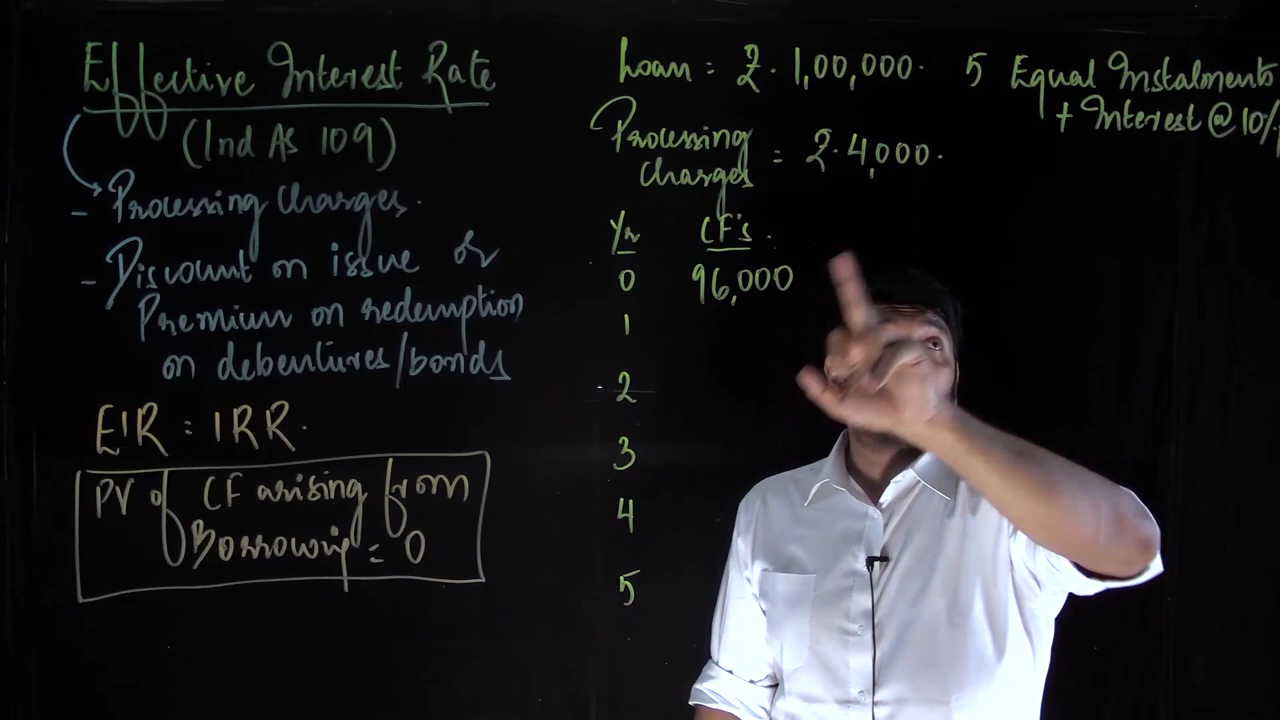 Effective Interest Rate
(Ind AS 109)
- Processing Charges.
- Discount on issue or
Premium on redemption
on debentures/bonds
EIR = IRR.
PV of CF arising from
Borrowing = 0
Loan = ₹. 1,00,000. 5 Equal Instalments
+ Interest @ 10%
Processing
Charges = ₹. 4,000.
Yr CF's.
0 96,000
1
2
3
4
5